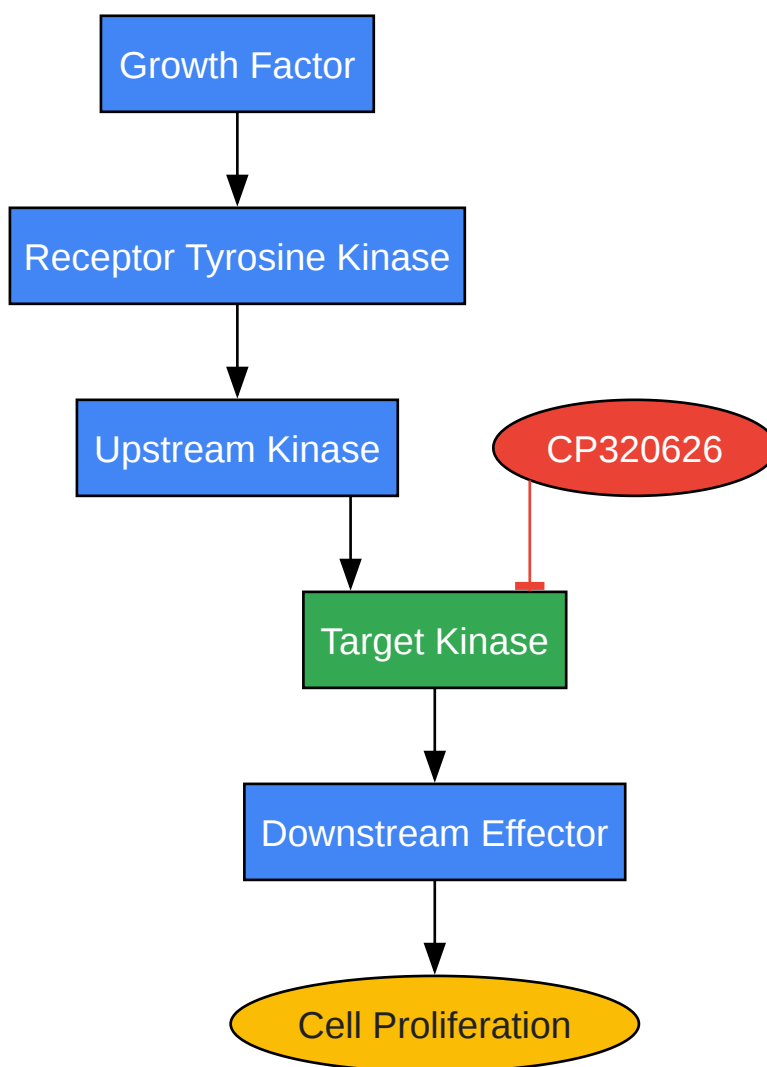 Growth Factor
Receptor Tyrosine Kinase
Upstream Kinase
CP320626
Target Kinase
Downstream Effector
Cell Proliferation